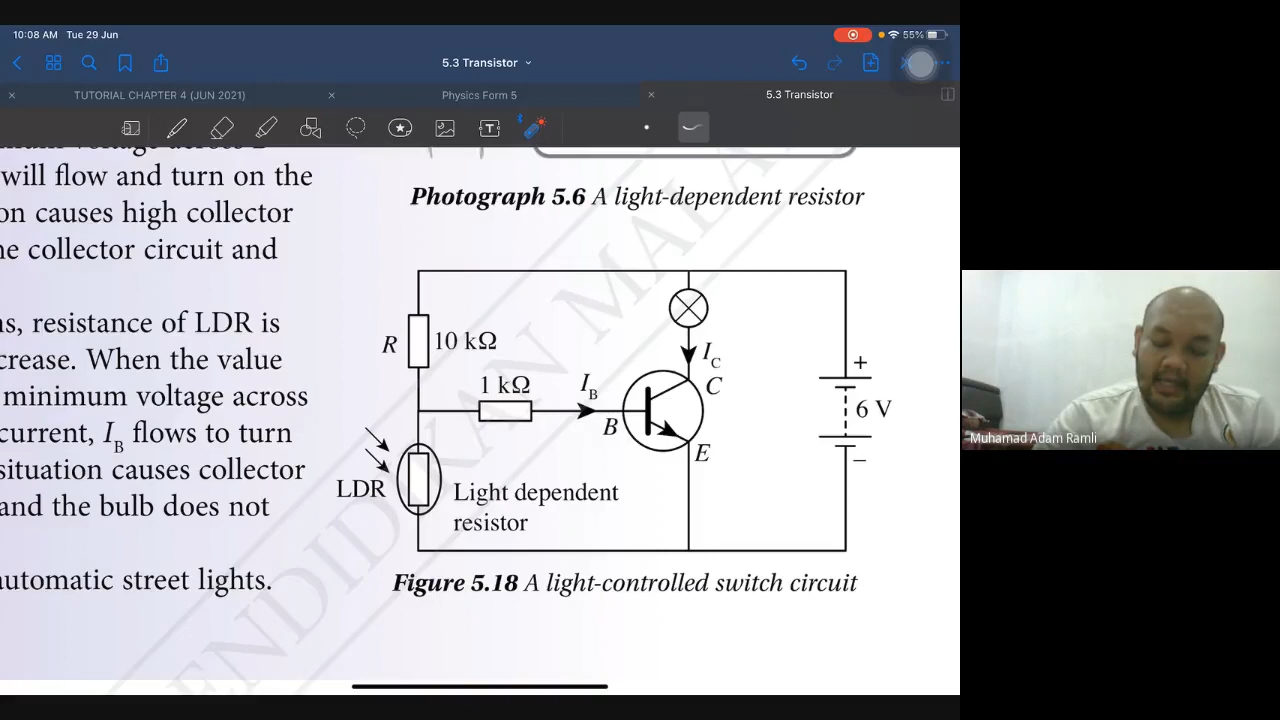 10:08 AM Tue 29 Jun
55%
5.3 Transistor
TUTORIAL CHAPTER 4 (JUN 2021)
Physics Form 5
5.3 Transistor
will flow and turn on the
Photograph 5.6 A light-dependent resistor
on causes high collector
he collector circuit and
ns, resistance of LDR is
crease. When the value
minimum voltage across
current, I_B flows to turn
situation causes collector
and the bulb does not
automatic street lights.
R 10 kΩ
1 kΩ
I_B
I_C
C
B
E
+
6 V
–
LDR
Light dependent
resistor
Figure 5.18 A light-controlled switch circuit
Muhamad Adam Ramli